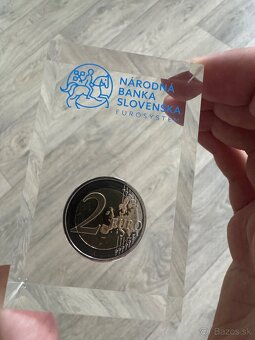 NÁRODNÁ
BANKA
SLOVENSKA
EUROSYSTÉM
2 EURO
© Bazos.sk